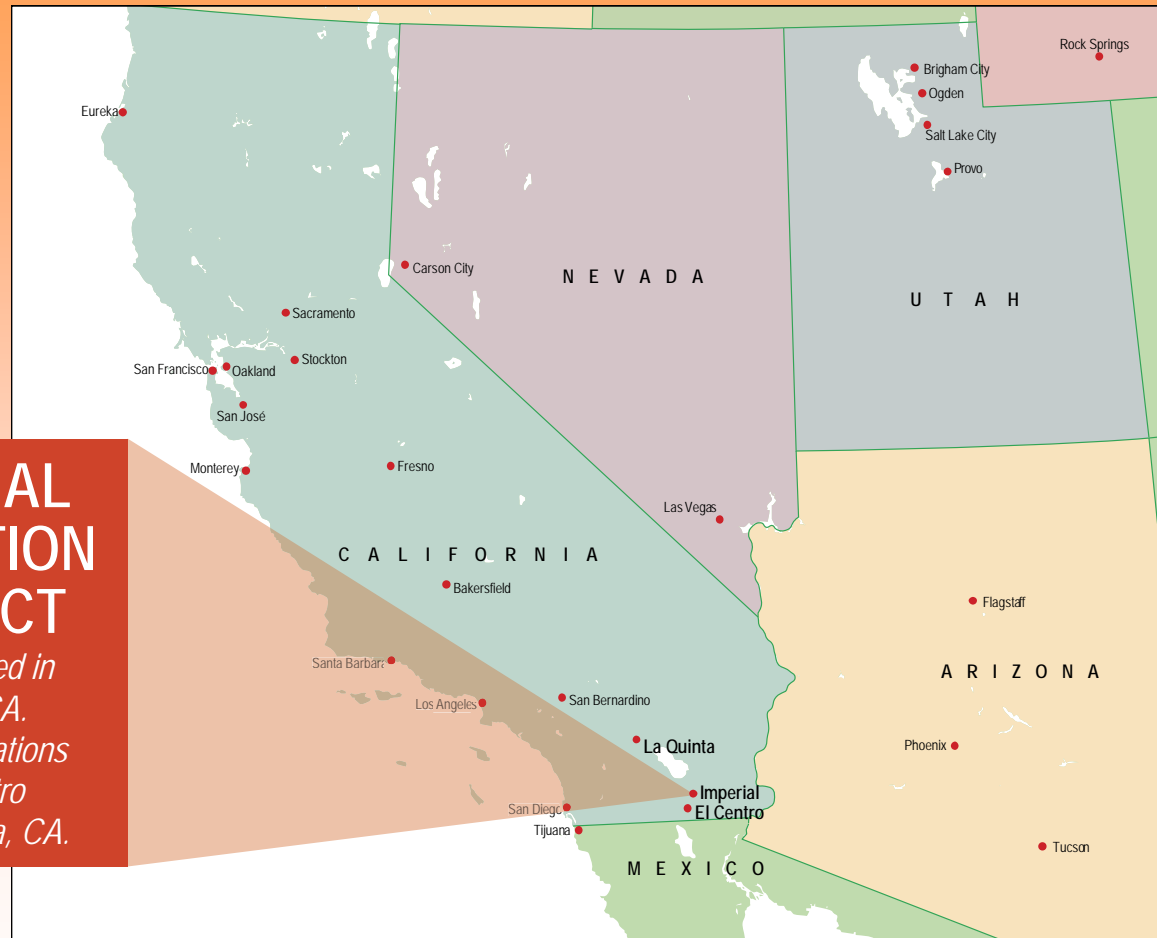 Rock Springs
Brigham City
Ogden
Eureka
Salt Lake City
Provo
Carson City
NEVADA
UTAH
Sacramento
Stockton
San Francisco
Oakland
San José
Monterey
Fresno
Las Vegas
CALIFORNIA
Bakersfield
Flagstaff
Santa Barbara
ARIZONA
San Bernardino
Los Angeles
La Quinta
Phoenix
Imperial
El Centro
San Diego
Tijuana
Tucson
MEXICO
AL
TION
CT
ed in
CA.
ations
tro
a, CA.